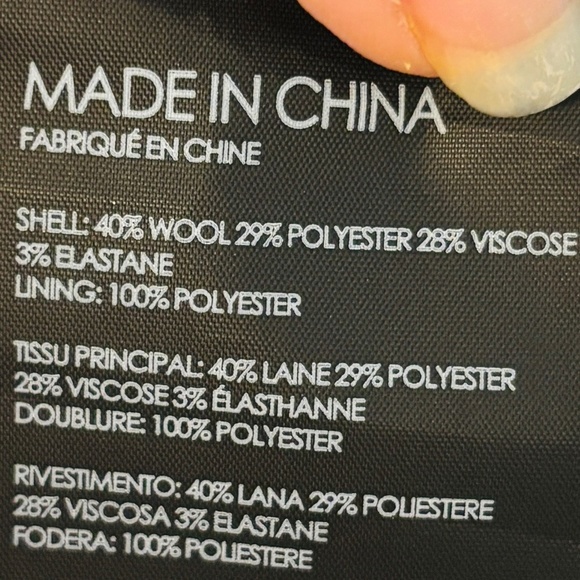 MADE IN CHINA
FABRIQUÉ EN CHINE
SHELL: 40% WOOL 29% POLYESTER 28% VISCOSE
3% ELASTANE
LINING: 100% POLYESTER
TISSU PRINCIPAL: 40% LAINE 29% POLYESTER
28% VISCOSE 3% ÉLASTHANNE
DOUBLURE: 100% POLYESTER
RIVESTIMENTO: 40% LANA 29% POLIESTERE
28% VISCOSA 3% ELASTANE
FODERA: 100% POLIESTERE